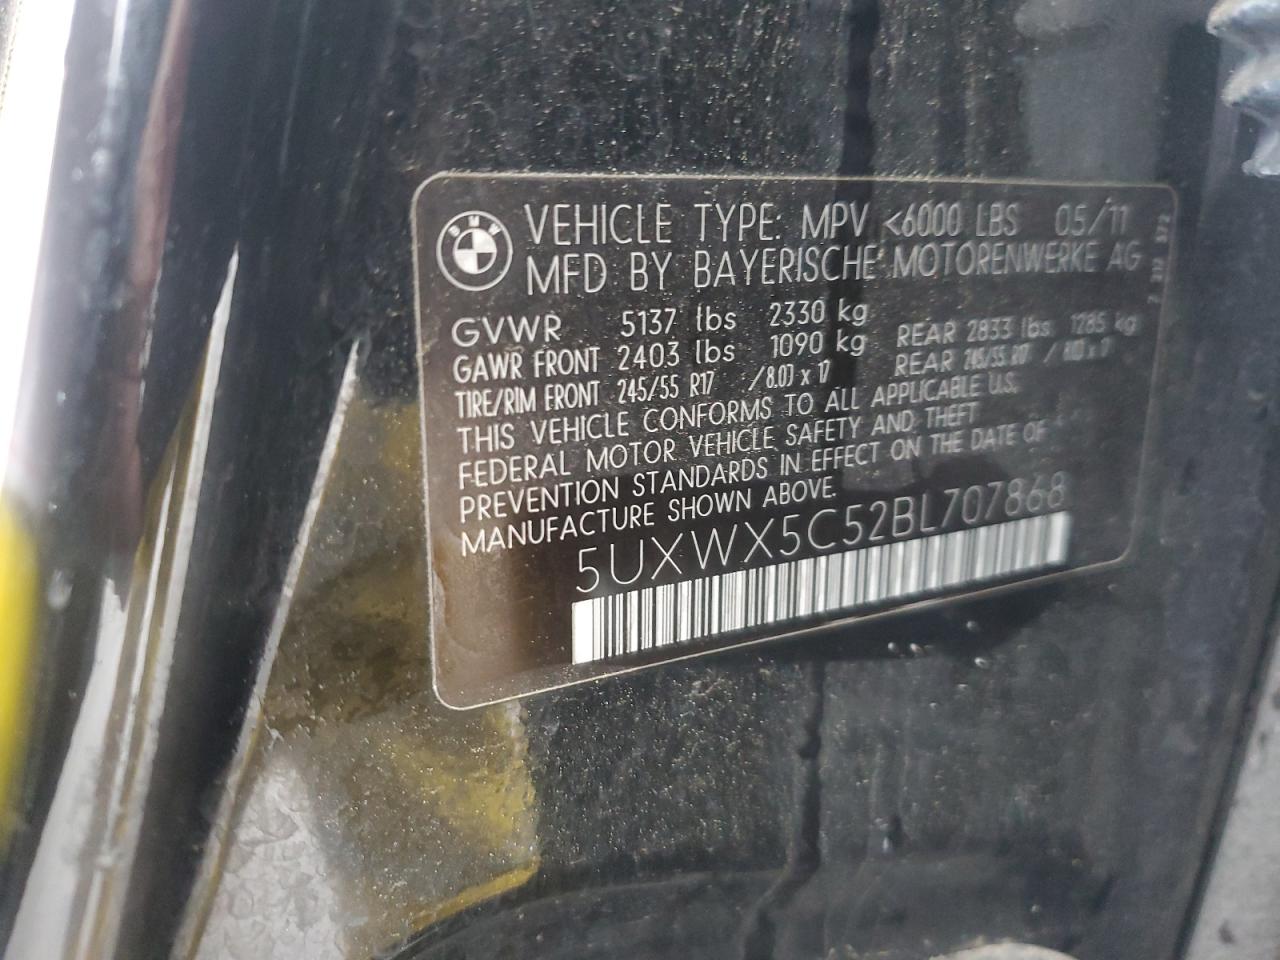 BMW
VEHICLE TYPE: MPV <6000 LBS 05/11
MFD BY BAYERISCHE MOTORENWERKE AG
GVWR 5137 lbs 2330 kg
GAWR FRONT 2403 lbs 1090 kg REAR 2833 lbs 1285 kg
TIRE/RIM FRONT 245/55 R17 /8.0J x 17 REAR 245/55 R17
THIS VEHICLE CONFORMS TO ALL APPLICABLE U.S.
FEDERAL MOTOR VEHICLE SAFETY AND THEFT
PREVENTION STANDARDS IN EFFECT ON THE DATE OF
MANUFACTURE SHOWN ABOVE.
5UXWX5C52BL707868